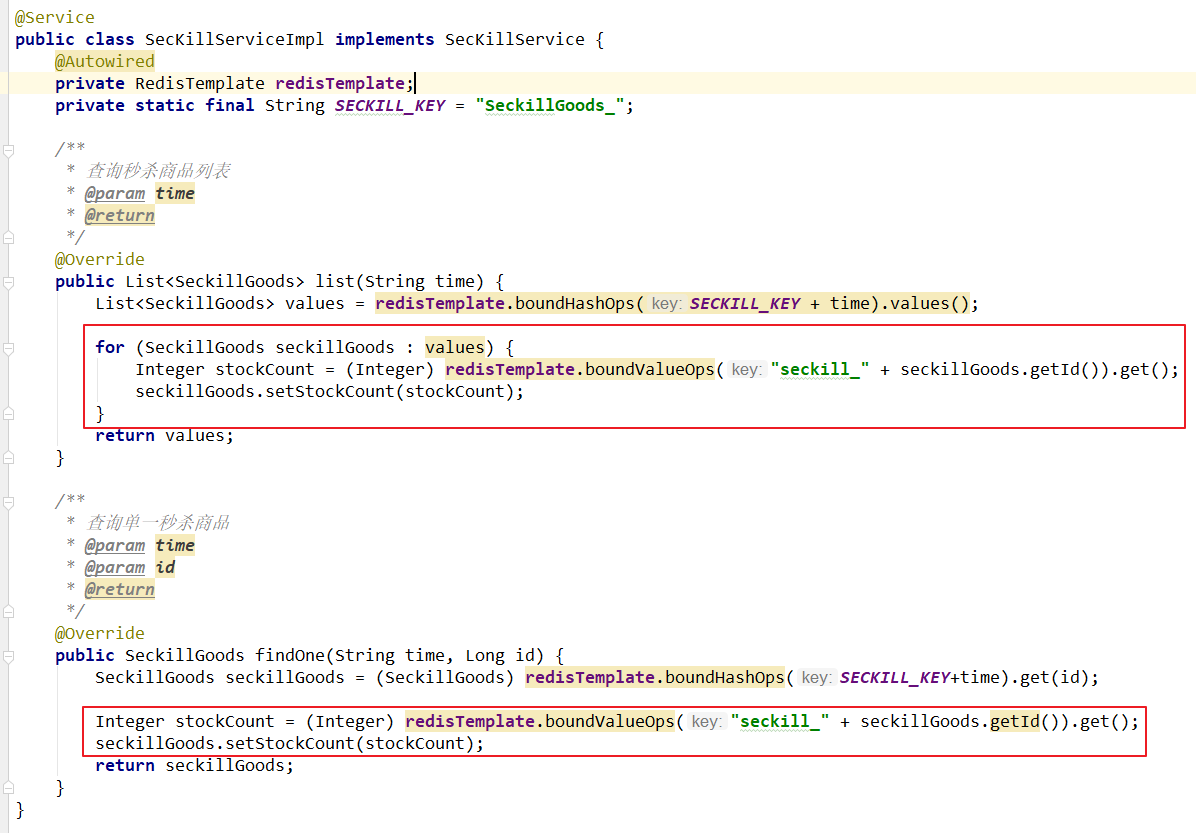 @Service
public class SecKillServiceImpl implements SecKillService {
    @Autowired
    private RedisTemplate redisTemplate;
    private static final String SECKILL_KEY = "SeckillGoods_";
    /**
     * 查询秒杀商品列表
     * @param time
     * @return
     */
    @Override
    public List<SeckillGoods> list(String time) {
        List<SeckillGoods> values = redisTemplate.boundHashOps( key: SECKILL_KEY + time).values();
        for (SeckillGoods seckillGoods : values) {
            Integer stockCount = (Integer) redisTemplate.boundValueOps( key: "seckill_" + seckillGoods.getId()).get();
            seckillGoods.setStockCount(stockCount);
        }
        return values;
    }
    /**
     * 查询单一秒杀商品
     * @param time
     * @param id
     * @return
     */
    @Override
    public SeckillGoods findOne(String time, Long id) {
        SeckillGoods seckillGoods = (SeckillGoods) redisTemplate.boundHashOps( key: SECKILL_KEY+time).get(id);
        Integer stockCount = (Integer) redisTemplate.boundValueOps( key: "seckill_" + seckillGoods.getId()).get();
        seckillGoods.setStockCount(stockCount);
        return seckillGoods;
    }
}